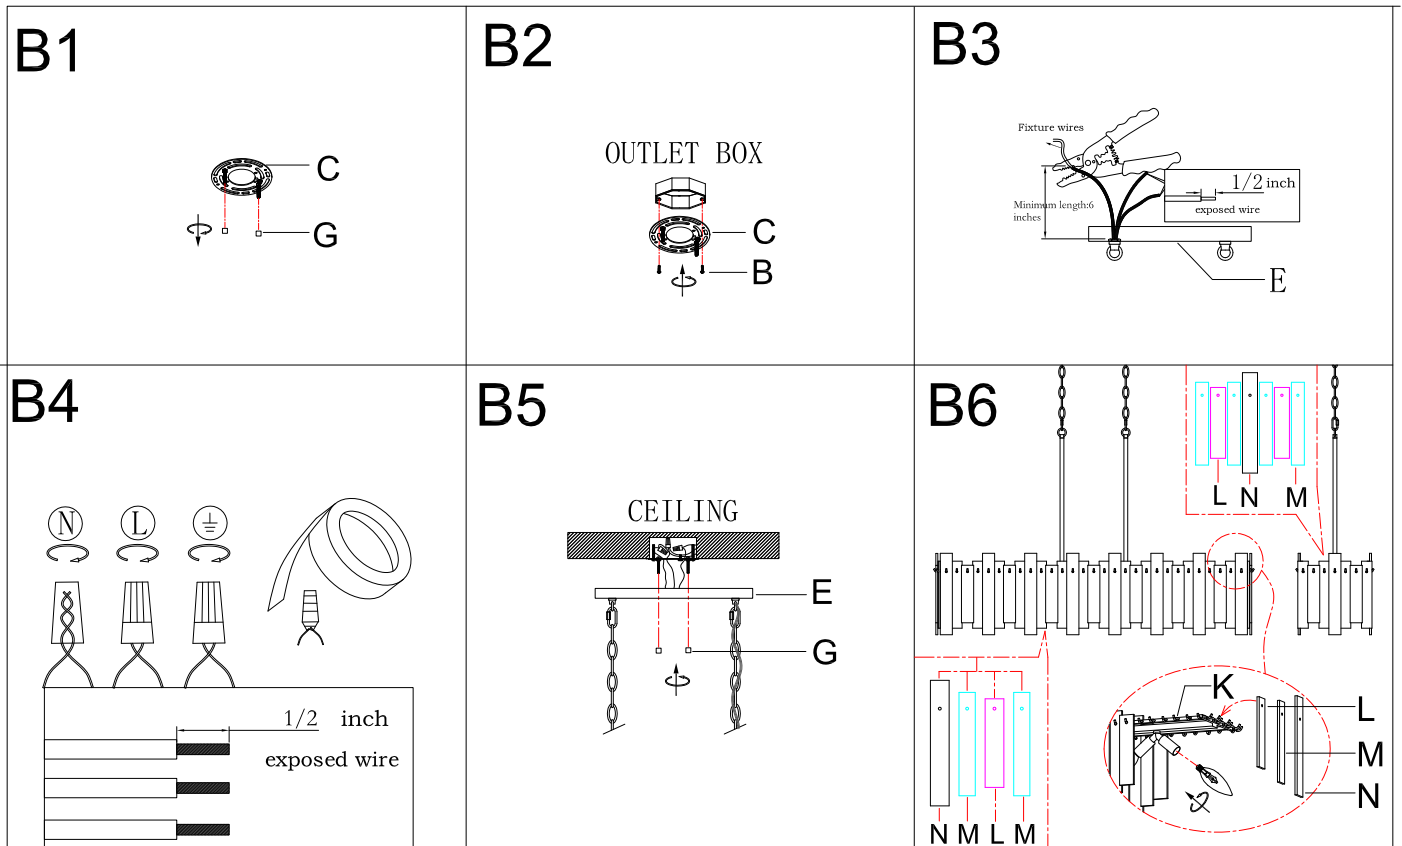 B1
C
G
B2
OUTLET BOX
C
B
B3
Fixture wires
1/2 inch
exposed wire
Minimum length:6
inches
E
B4
N
L
1/2 inch
exposed wire
B5
CEILING
E
G
B6
L N M
K
L
M
N
N M L M